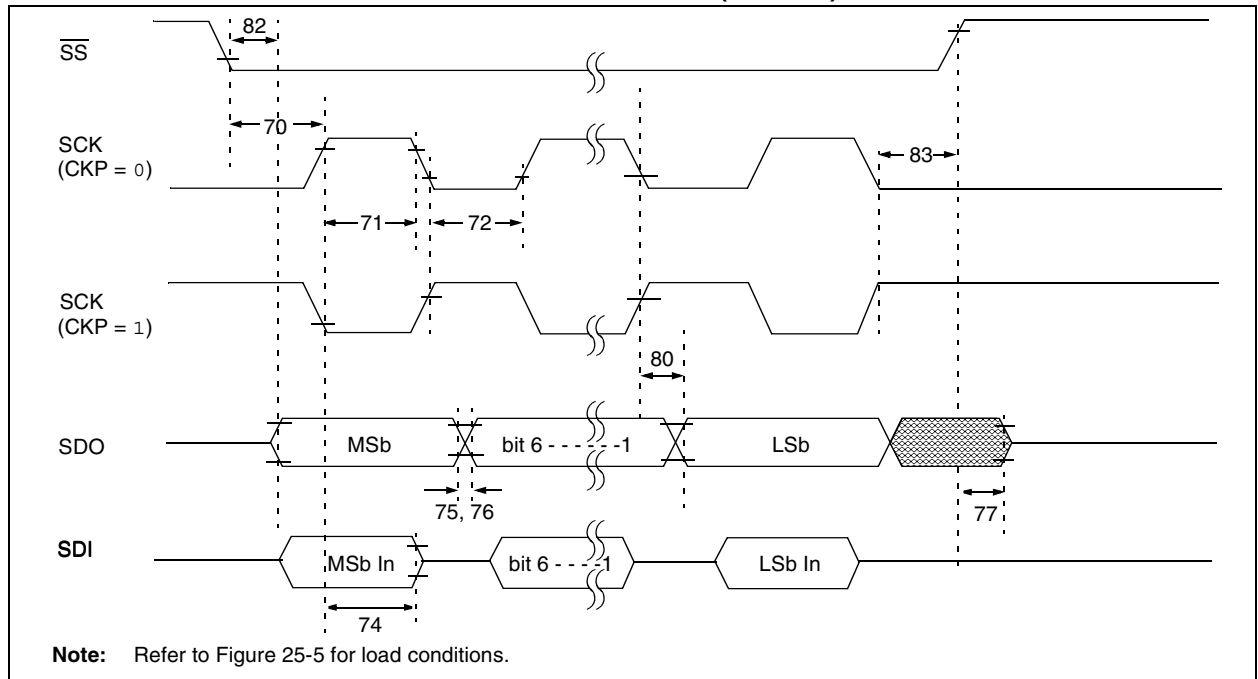 82
SS
70
SCK
(CKP = 0)
83
71
72
SCK
(CKP = 1)
80
SDO
MSb
bit 6 - - - - - -1
LSb
75, 76
77
SDI
MSb In
bit 6 - - - -1
LSb In
74
Note: Refer to Figure 25-5 for load conditions.